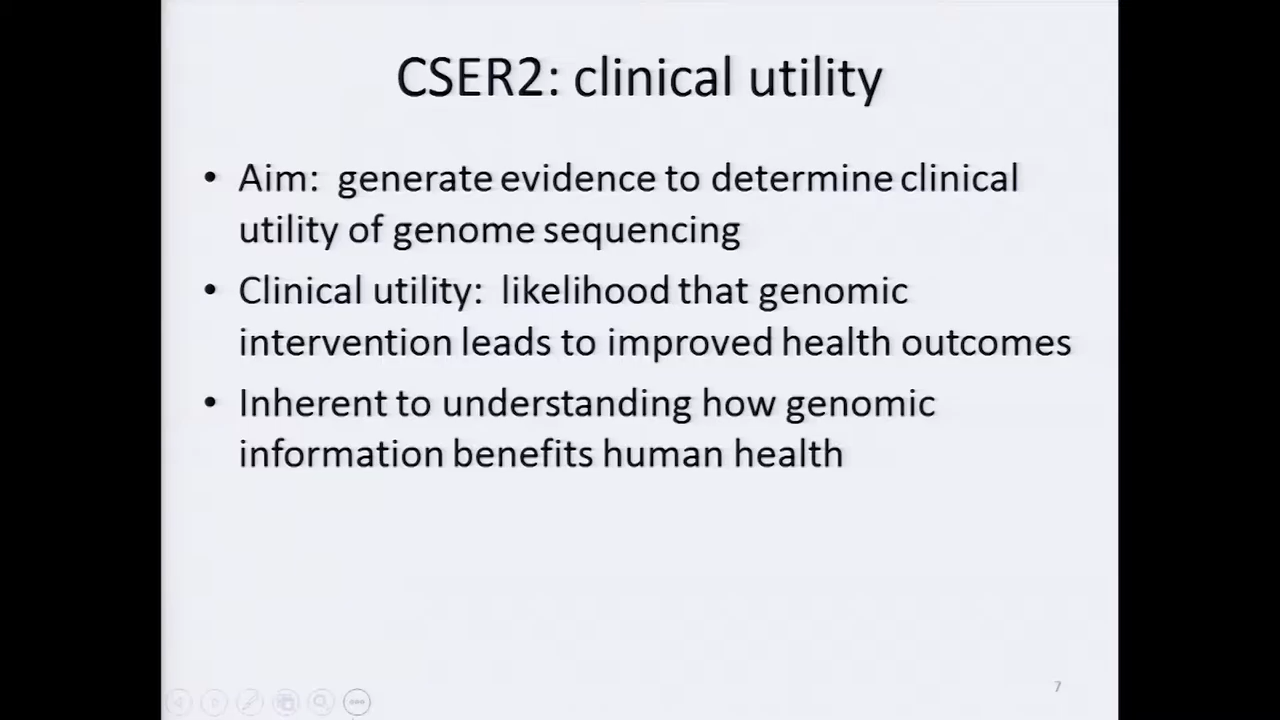 CSER2: clinical utility
• Aim:  generate evidence to determine clinical
utility of genome sequencing
• Clinical utility:  likelihood that genomic
intervention leads to improved health outcomes
• Inherent to understanding how genomic
information benefits human health
7